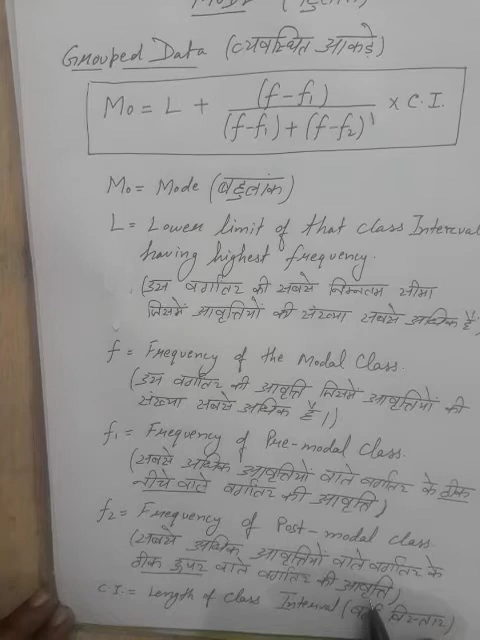 Mode (बहुलांक)
Grouped Data (व्यवस्थित आकड़े)
Mo = L + (f-f₁) / (f-f₁) + (f-f₂) × C.I.
Mo = Mode (बहुलांक)
L = Lower limit of that class Interval
having highest frequency.
(उस वर्गांतर की सबसे निम्नतम सीमा
जिसमें आवृत्तियों की संख्या सबसे अधिक है)
f = Frequency of the Modal Class.
(उस वर्गांतर की आवृत्ति जिसमें आवृत्तियों की
संख्या सबसे अधिक है।)
f₁ = Frequency of Pre-modal Class.
(सबसे अधिक आवृत्तियों वाले वर्गांतर के ठीक
नीचे वाले वर्गांतर की आवृत्ति)
f₂ = Frequency of Post-modal Class.
(सबसे अधिक आवृत्तियों वाले वर्गांतर के
ठीक ऊपर वाले वर्गांतर की आवृत्ति)
C.I. = Length of Class Interval (विस्तार)